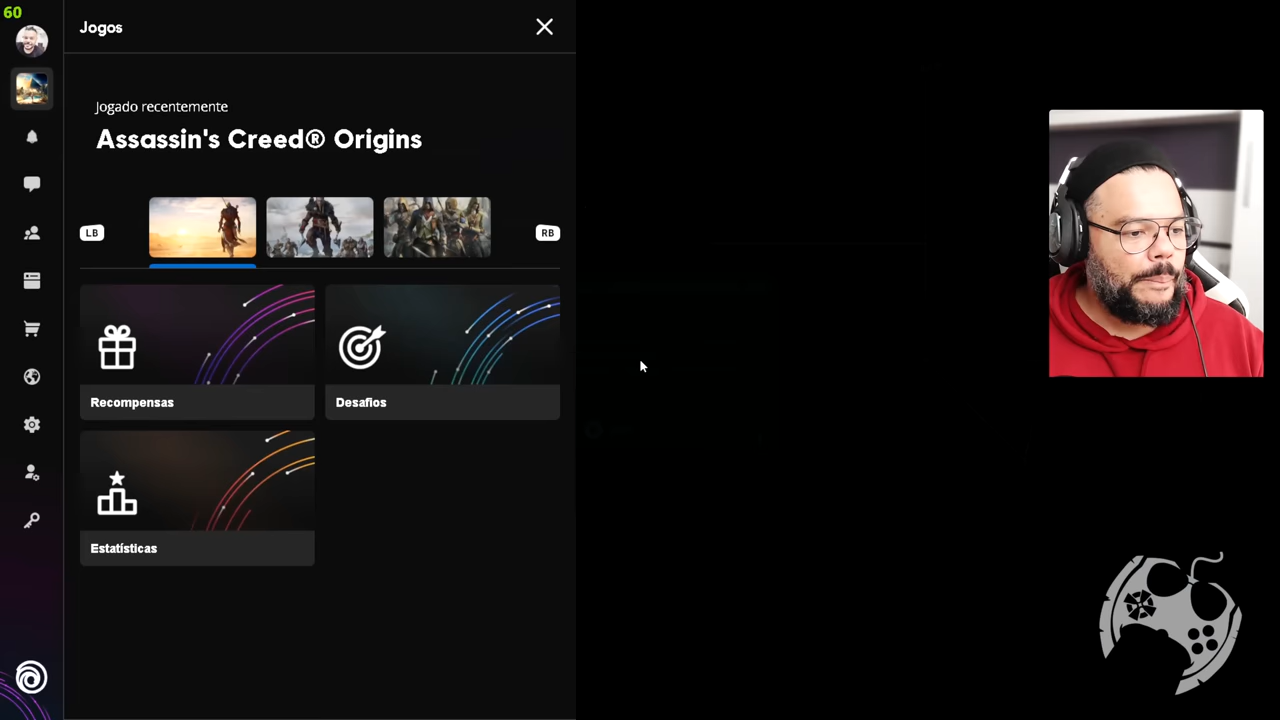 60
Jogos
Jogado recentemente
Assassin's Creed® Origins
LB
RB
Recompensas
Desafios
Estatísticas